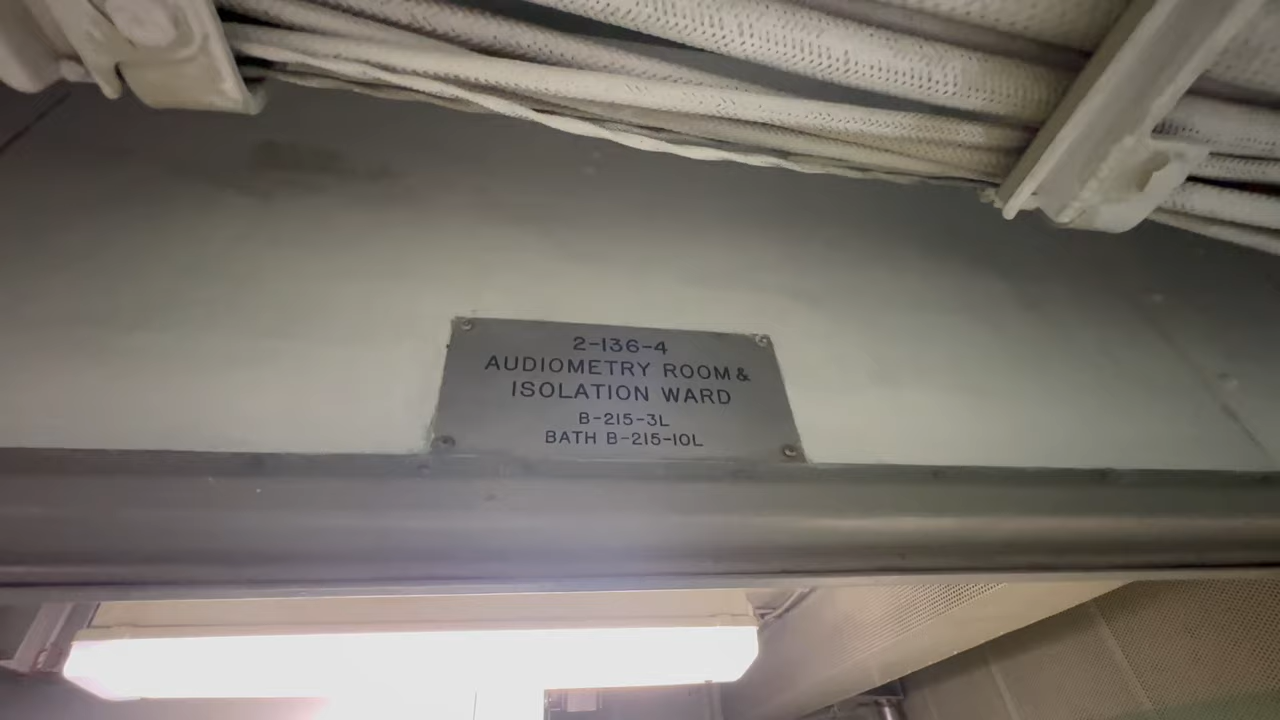 2-136-4
AUDIOMETRY ROOM &
ISOLATION WARD
B-215-3L
BATH B-215-10L